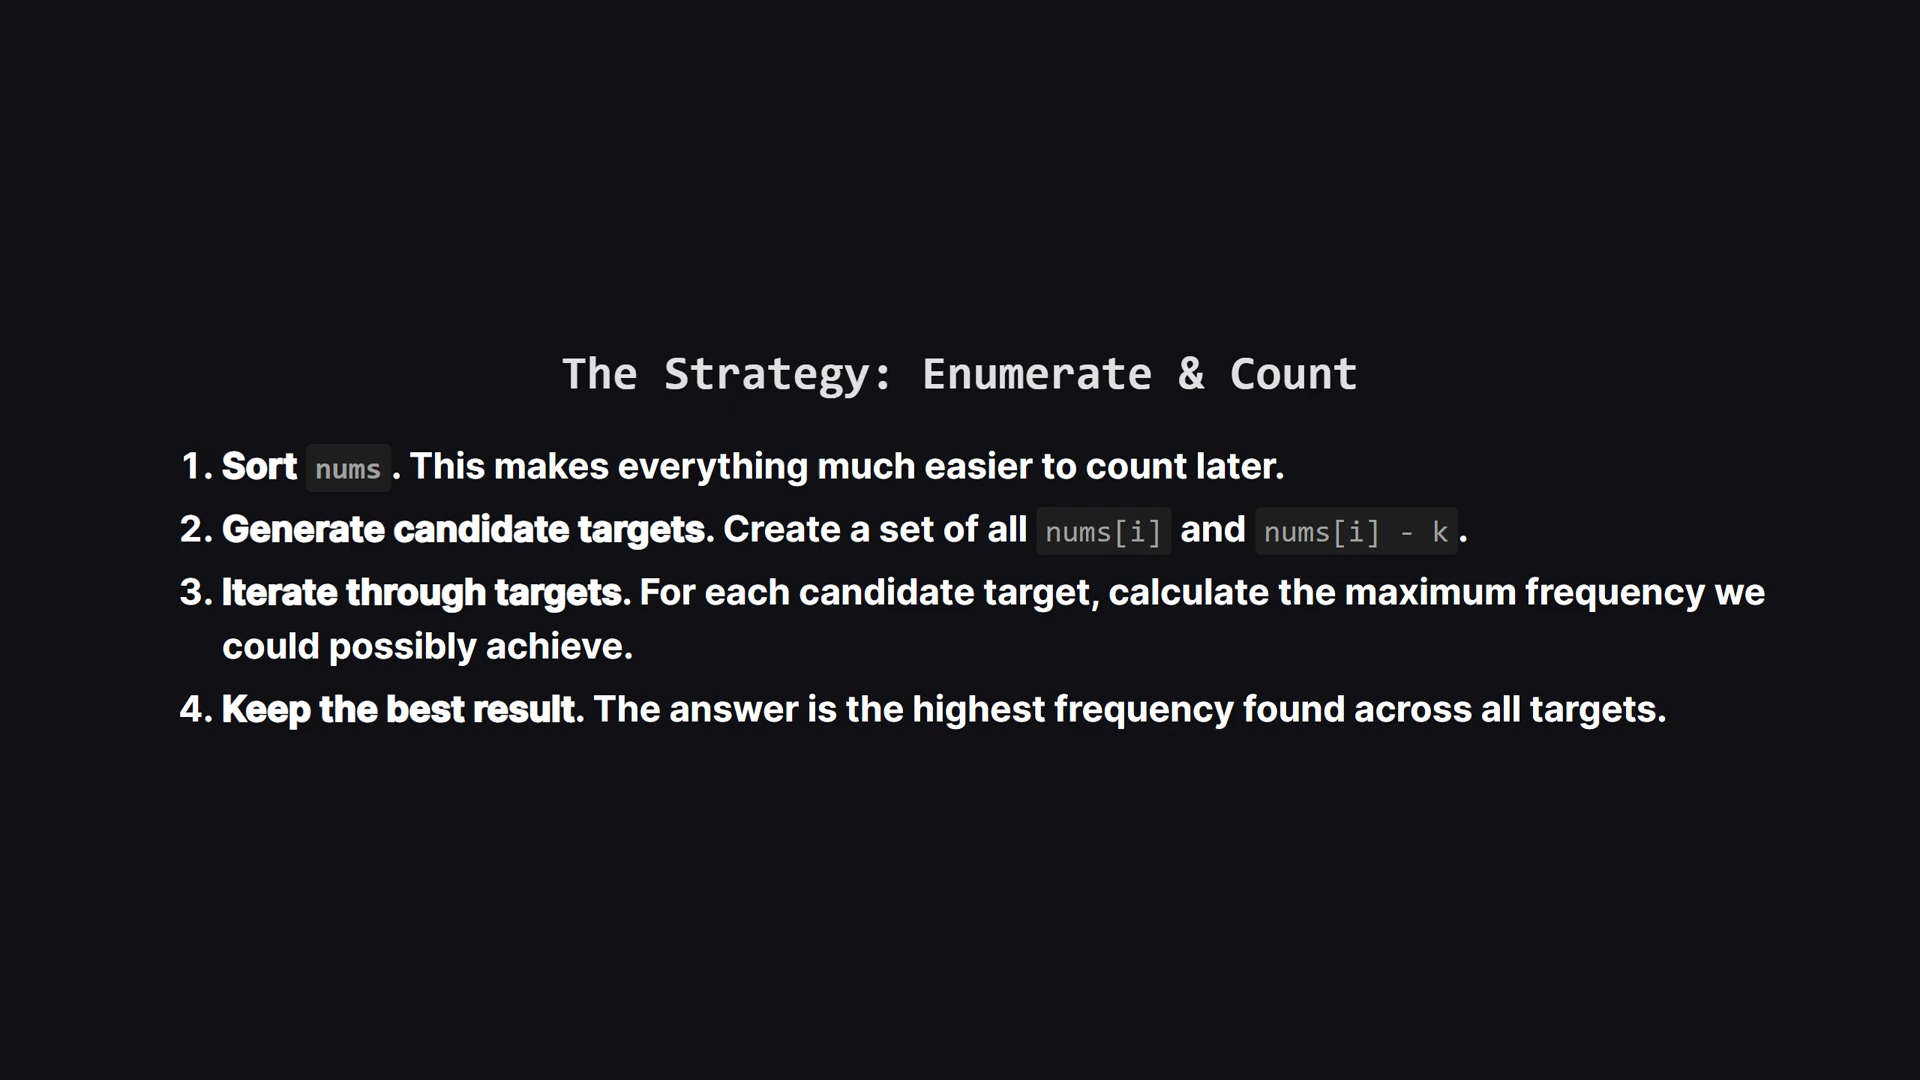 The Strategy: Enumerate & Count
1. Sort nums. This makes everything much easier to count later.
2. Generate candidate targets. Create a set of all nums[i] and nums[i] - k.
3. Iterate through targets. For each candidate target, calculate the maximum frequency we
could possibly achieve.
4. Keep the best result. The answer is the highest frequency found across all targets.